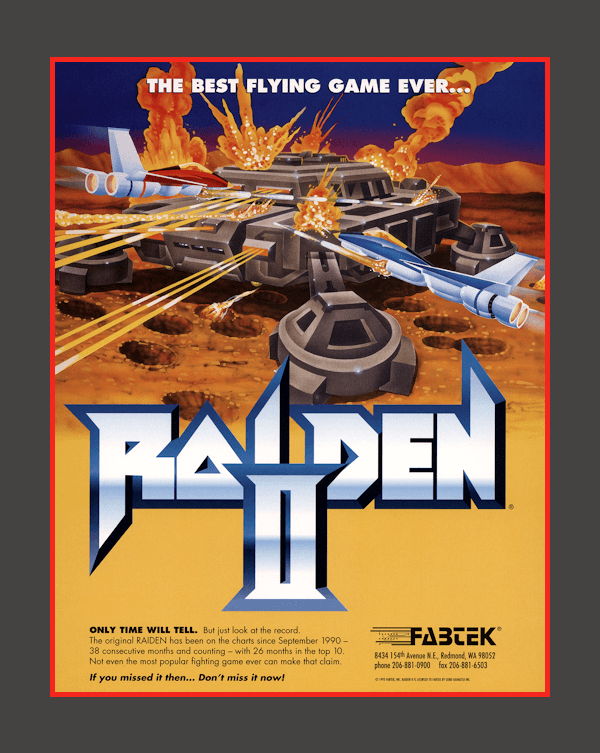 THE BEST FLYING GAME EVER...
RAIDEN®
II
ONLY TIME WILL TELL. But just look at the record.
The original RAIDEN has been on the charts since September 1990 –
38 consecutive months and counting – with 26 months in the top 10.
Not even the most popular fighting game ever can make that claim.
If you missed it then... Don't miss it now!
FABTEK®
8434 154th Avenue N.E., Redmond, WA 98052
phone 206-881-0900 fax 206-881-6503